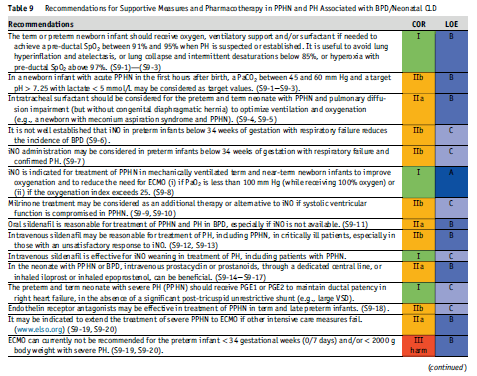 Table 9 Recommendations for Supportive Measures and Pharmacotherapy in PPHN and PH Associated with BPD/Neonatal CLD
Recommendations COR LOE
The term or preterm newborn infant should receive oxygen, ventilatory support and/or surfactant if needed to I B
achieve a pre-ductal SpO2 between 91% and 95% when PH is suspected or established. It is useful to avoid lung
hyperinflation and atelectasis, or lung collapse and intermittent desaturations below 85%, or hyperoxia with
pre-ductal SpO2 above 97%. (S9-1)—(S9-3)
In a newborn infant with acute PPHN in the first hours after birth, a PaCO2 between 45 and 60 mm Hg and a target IIb B
pH > 7.25 with lactate < 5 mmol/L may be considered as target values. (S9-1–S9-3).
Intratracheal surfactant should be considered for the preterm and term neonate with PPHN and pulmonary diffu- IIa B
sion impairment (but without congenital diaphragmatic hernia) to optimize ventilation and oxygenation
(e.g., a newborn with meconium aspiration syndrome and PPHN). (S9-4, S9-5)
It is not well established that iNO in preterm infants below 34 weeks of gestation with respiratory failure reduces IIb C
the incidence of BPD (S9-6).
iNO administration may be considered in preterm infants below 34 weeks of gestation with respiratory failure and IIb C
confirmed PH. (S9-7)
iNO is indicated for treatment of PPHN in mechanically ventilated term and near-term newborn infants to improve I A
oxygenation and to reduce the need for ECMO (i) if PaO2 is less than 100 mm Hg (while receiving 100% oxygen) or
(ii) if the oxygenation index exceeds 25. (S9-8)
Milrinone treatment may be considered as an additional therapy or alternative to iNO if systolic ventricular IIb C
function is compromised in PPHN. (S9-9, S9-10)
Oral sildenafil is reasonable for treatment of PPHN and PH in BPD, especially if iNO is not available. (S9-11) IIa B
Intravenous sildenafil may be reasonable for treatment of PH, including PPHN, in critically ill patients, especially in IIb B
those with an unsatisfactory response to iNO. (S9-12, S9-13)
Intravenous sildenafil is effective for iNO weaning in treatment of PH, including patients with PPHN. I C
In the neonate with PPHN or BPD, intravenous prostacyclin or prostanoids, through a dedicated central line, or IIa B
inhaled iloprost or inhaled epoprostenol, can be beneficial. (S9-14–S9-17)
The preterm and term neonate with severe PH (PPHN) should receive PGE1 or PGE2 to maintain ductal patency in I C
right heart failure, in the absence of a significant post-tricuspid unrestrictive shunt (e.g., large VSD).
Endothelin receptor antagonists may be effective in treatment of PPHN in term and late preterm infants. (S9-18). IIb C
It may be indicated to extend the treatment of severe PPHN to ECMO if other intensive care measures fail. IIa B
(www.elso.org) (S9-19, S9-20)
ECMO can currently not be recommended for the preterm infant < 34 gestational weeks (0/7 days) and/or < 2000 g III B
body weight with severe PH. (S9-19, S9-20). harm
(continued)